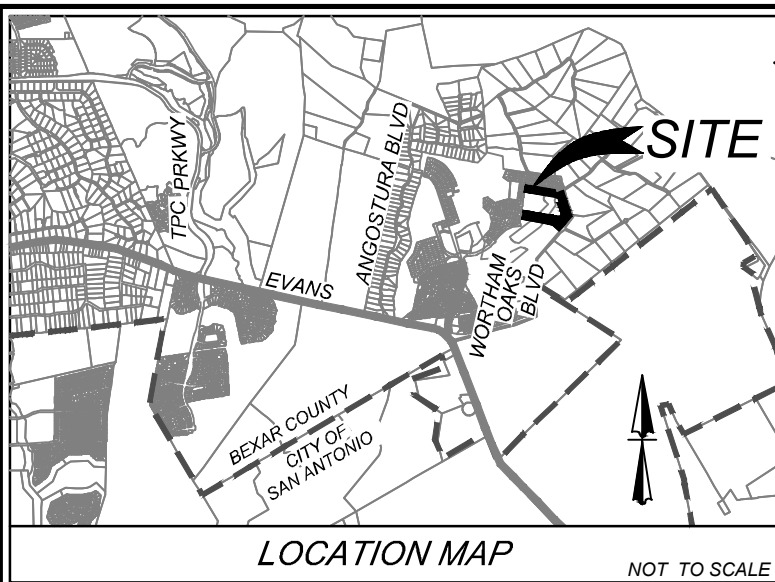 SITE
TPC PRKWY
ANGOSTURA BLVD
EVANS
WORTHAM
OAKS
BLVD
BEXAR COUNTY
CITY OF
SAN ANTONIO
LOCATION MAP
NOT TO SCALE